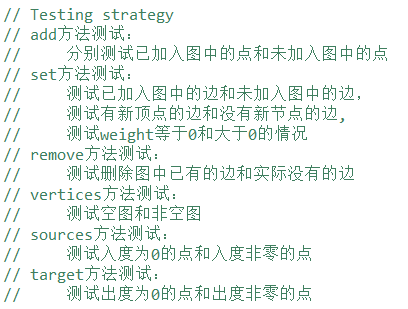 // Testing strategy
// add方法测试：
//     分别测试已加入图中的点和未加入图中的点
// set方法测试：
//     测试已加入图中的边和未加入图中的边，
//     测试有新顶点的边和没有新节点的边,
//     测试weight等于0和大于0的情况
// remove方法测试：
//     测试删除图中已有的边和实际没有的边
// vertices方法测试：
//     测试空图和非空图
// sources方法测试：
//     测试入度为0的点和入度非零的点
// target方法测试：
//     测试出度为0的点和出度非零的点